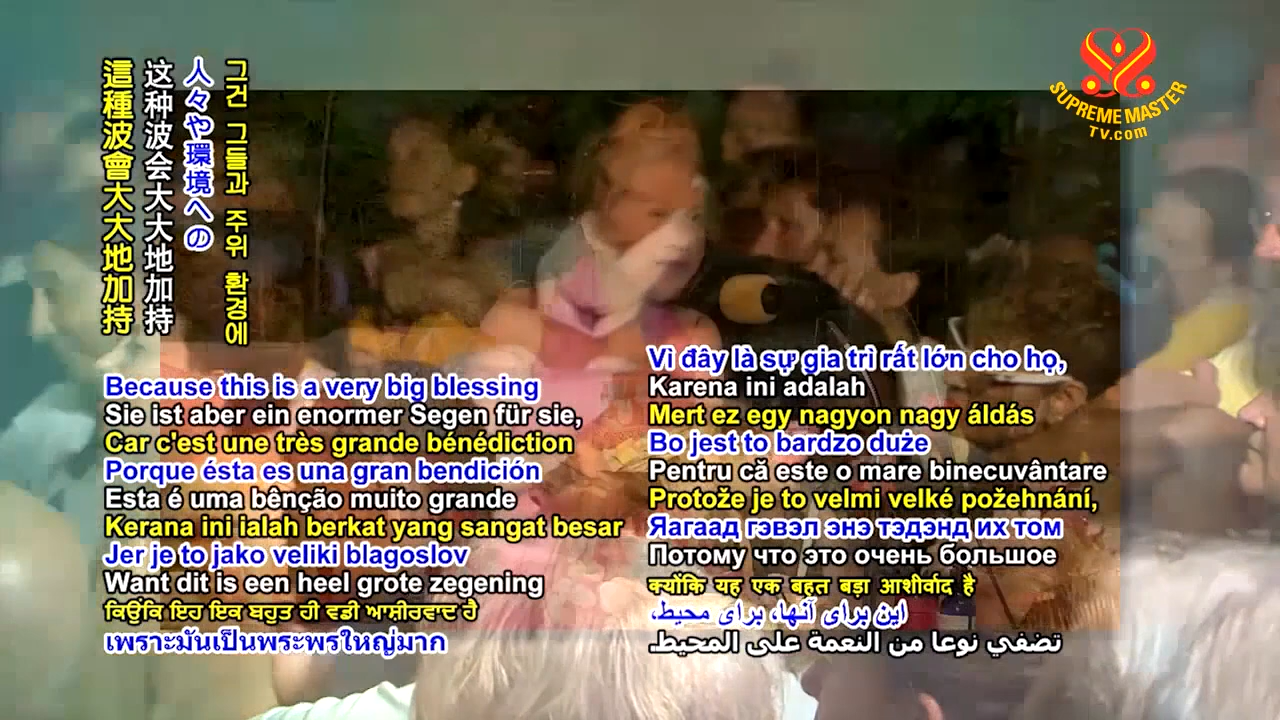 這種波會大大地加持
这种波会大大地加持
人々や環境への
그건 그들과 주위 환경에
SUPREME MASTER
TV.com
Because this is a very big blessing
Sie ist aber ein enormer Segen für sie,
Car c'est une très grande bénédiction
Porque ésta es una gran bendición
Esta é uma bênção muito grande
Kerana ini ialah berkat yang sangat besar
Jer je to jako veliki blagoslov
Want dit is een heel grote zegening
ਕਿਉਂਕਿ ਇਹ ਇਕ ਬਹੁਤ ਹੀ ਵਡੀ ਆਸ਼ੀਰਵਾਦ ਹੈ
เพราะมันเป็นพระพรใหญ่มาก
Vì đây là sự gia trì rất lớn cho họ,
Karena ini adalah
Mert ez egy nagyon nagy áldás
Bo jest to bardzo duże
Pentru că este o mare binecuvântare
Protože je to velmi velké požehnání,
Яагаад гэвэл энэ тэдэнд их том
Потому что это очень большое
क्योंकि यह एक बहुत बड़ा आशीर्वाद है
این برای آنها، برای محیط،
تضفي نوعا من النعمة على المحيط.